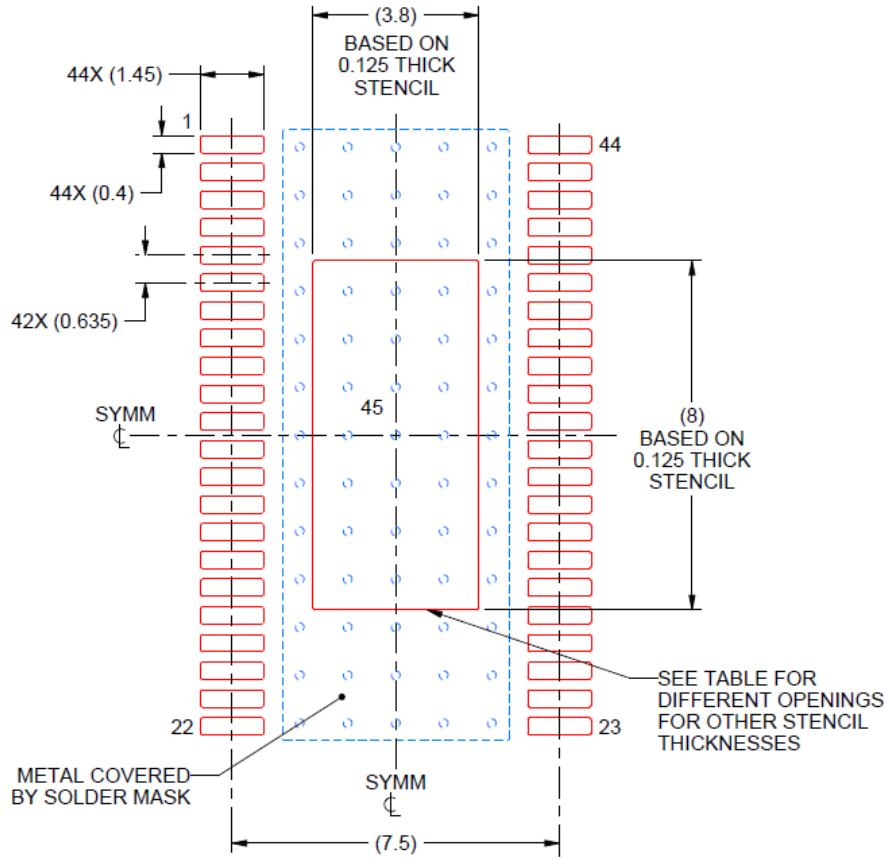 (3.8)
BASED ON
0.125 THICK
STENCIL
44X (1.45)
1
44
44X (0.4)
42X (0.635)
45
SYMM
(8)
BASED ON
0.125 THICK
STENCIL
SEE TABLE FOR
DIFFERENT OPENINGS
FOR OTHER STENCIL
THICKNESSES
22
23
METAL COVERED
BY SOLDER MASK
SYMM
(7.5)